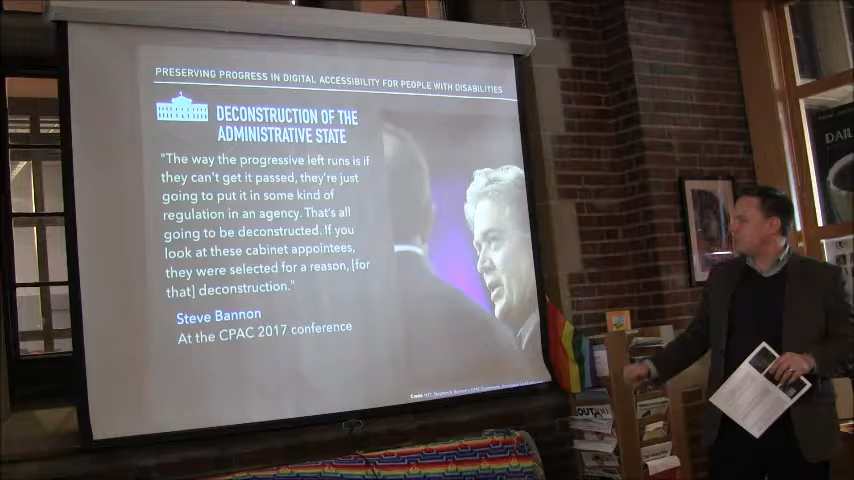 PRESERVING PROGRESS IN DIGITAL ACCESSIBILITY FOR PEOPLE WITH DISABILITIES
DECONSTRUCTION OF THE
ADMINISTRATIVE STATE
"The way the progressive left runs is if
they can't get it passed, they're just
going to put it in some kind of
regulation in an agency. That's all
going to be deconstructed. If you
look at these cabinet appointees,
they were selected for a reason, [for
that] deconstruction."
Steve Bannon
At the CPAC 2017 conference
Credit:
DAIL
OUT